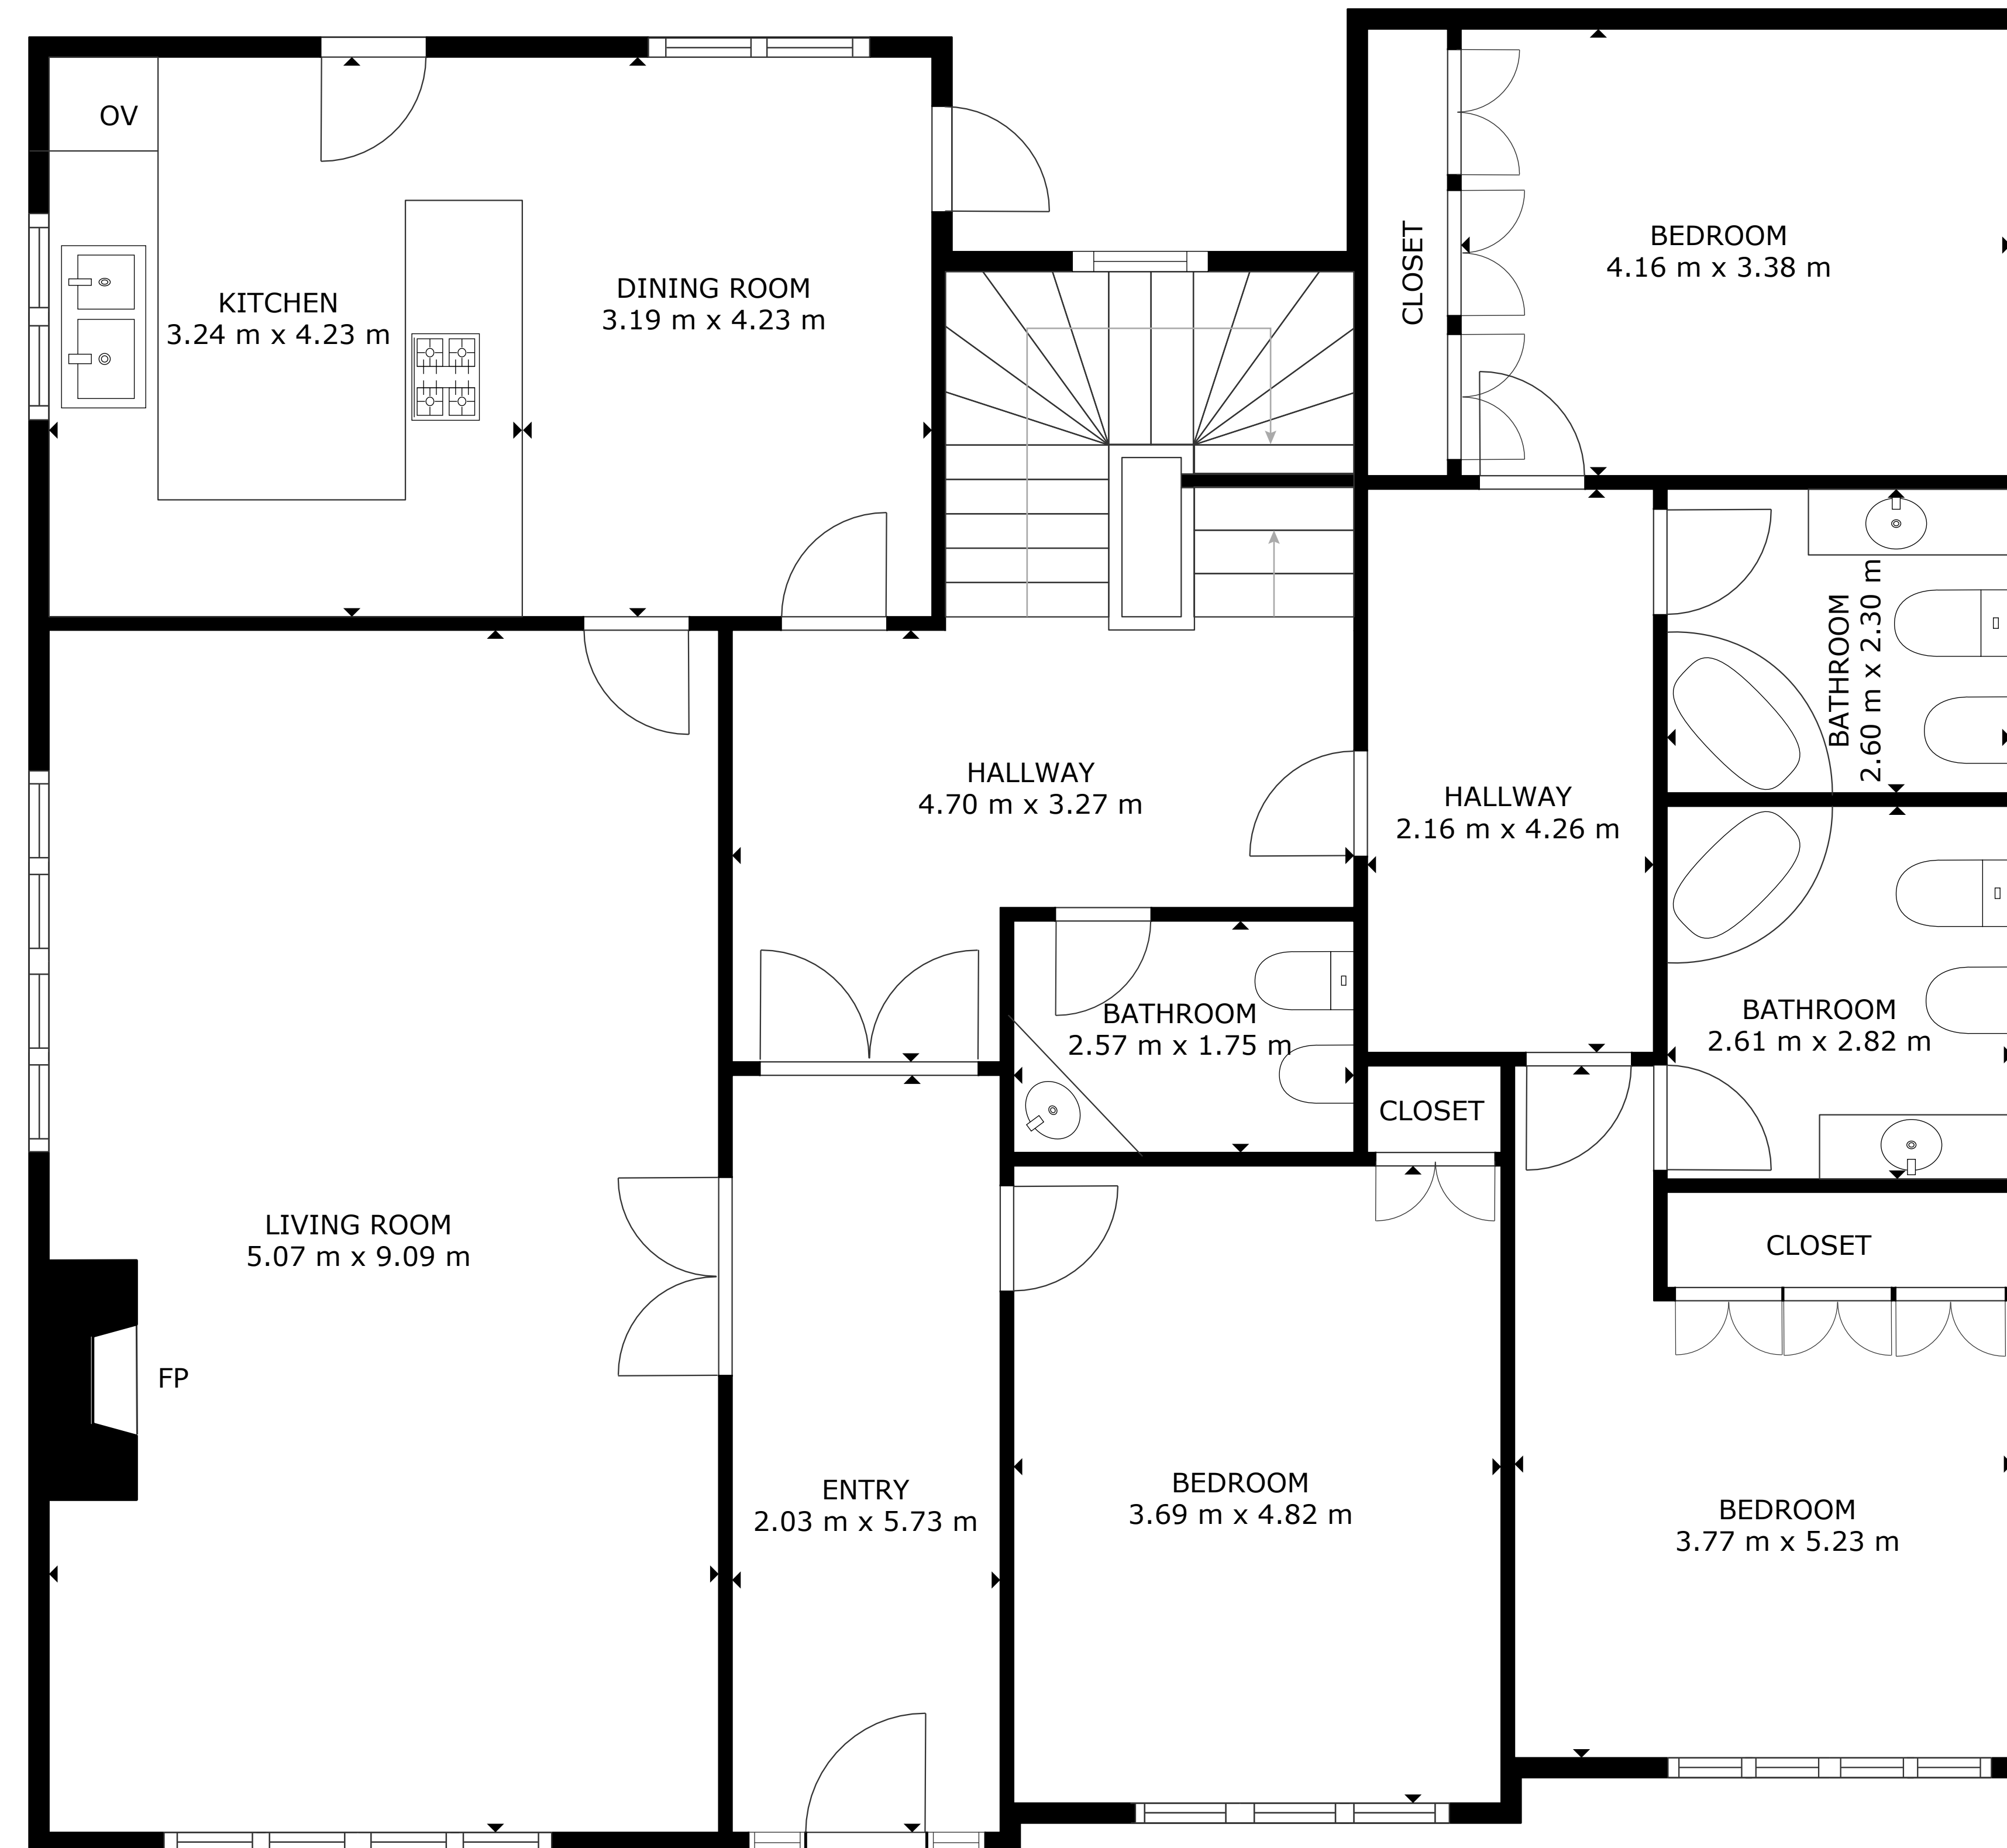 OV
KITCHEN
3.24 m x 4.23 m
DINING ROOM
3.19 m x 4.23 m
CLOSET
BEDROOM
4.16 m x 3.38 m
HALLWAY
4.70 m x 3.27 m
HALLWAY
2.16 m x 4.26 m
BATHROOM
2.60 m x 2.30 m
BATHROOM
2.57 m x 1.75 m
BATHROOM
2.61 m x 2.82 m
CLOSET
LIVING ROOM
5.07 m x 9.09 m
CLOSET
FP
ENTRY
2.03 m x 5.73 m
BEDROOM
3.69 m x 4.82 m
BEDROOM
3.77 m x 5.23 m